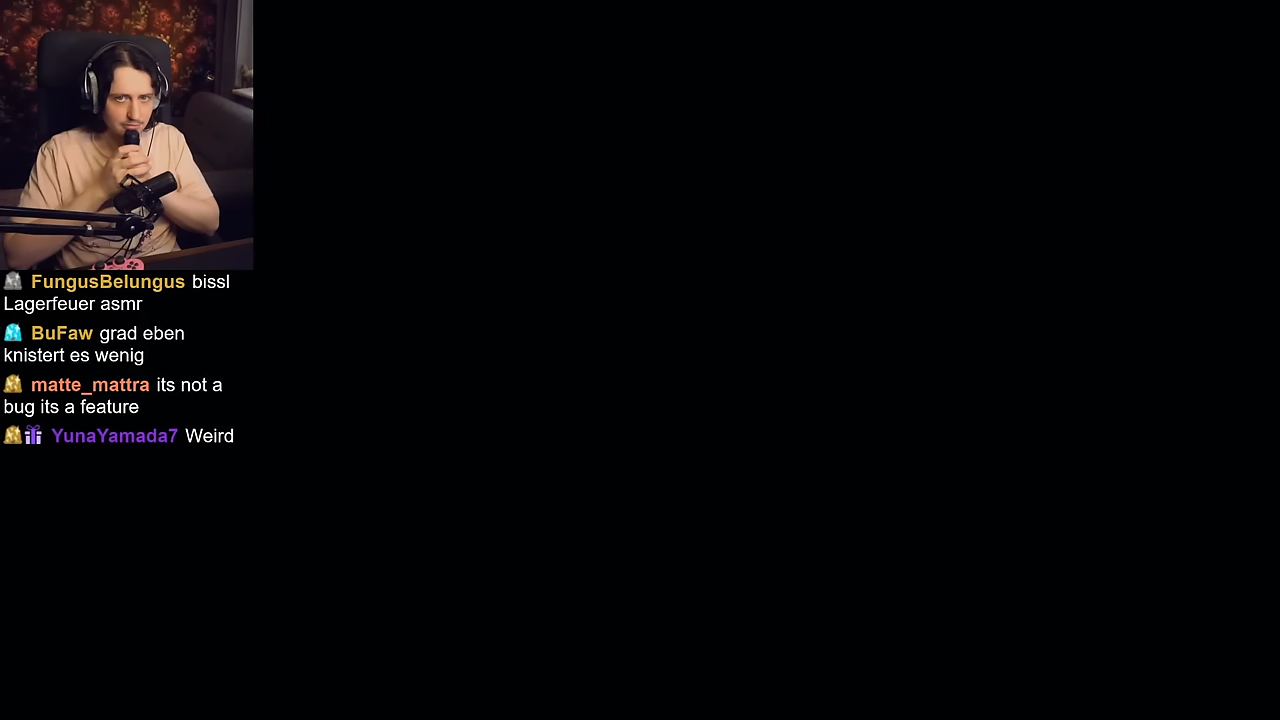 FungusBelungus bissl
Lagerfeuer asmr
BuFaw grad eben
knistert es wenig
matte_mattra its not a
bug its a feature
YunaYamada7 Weird